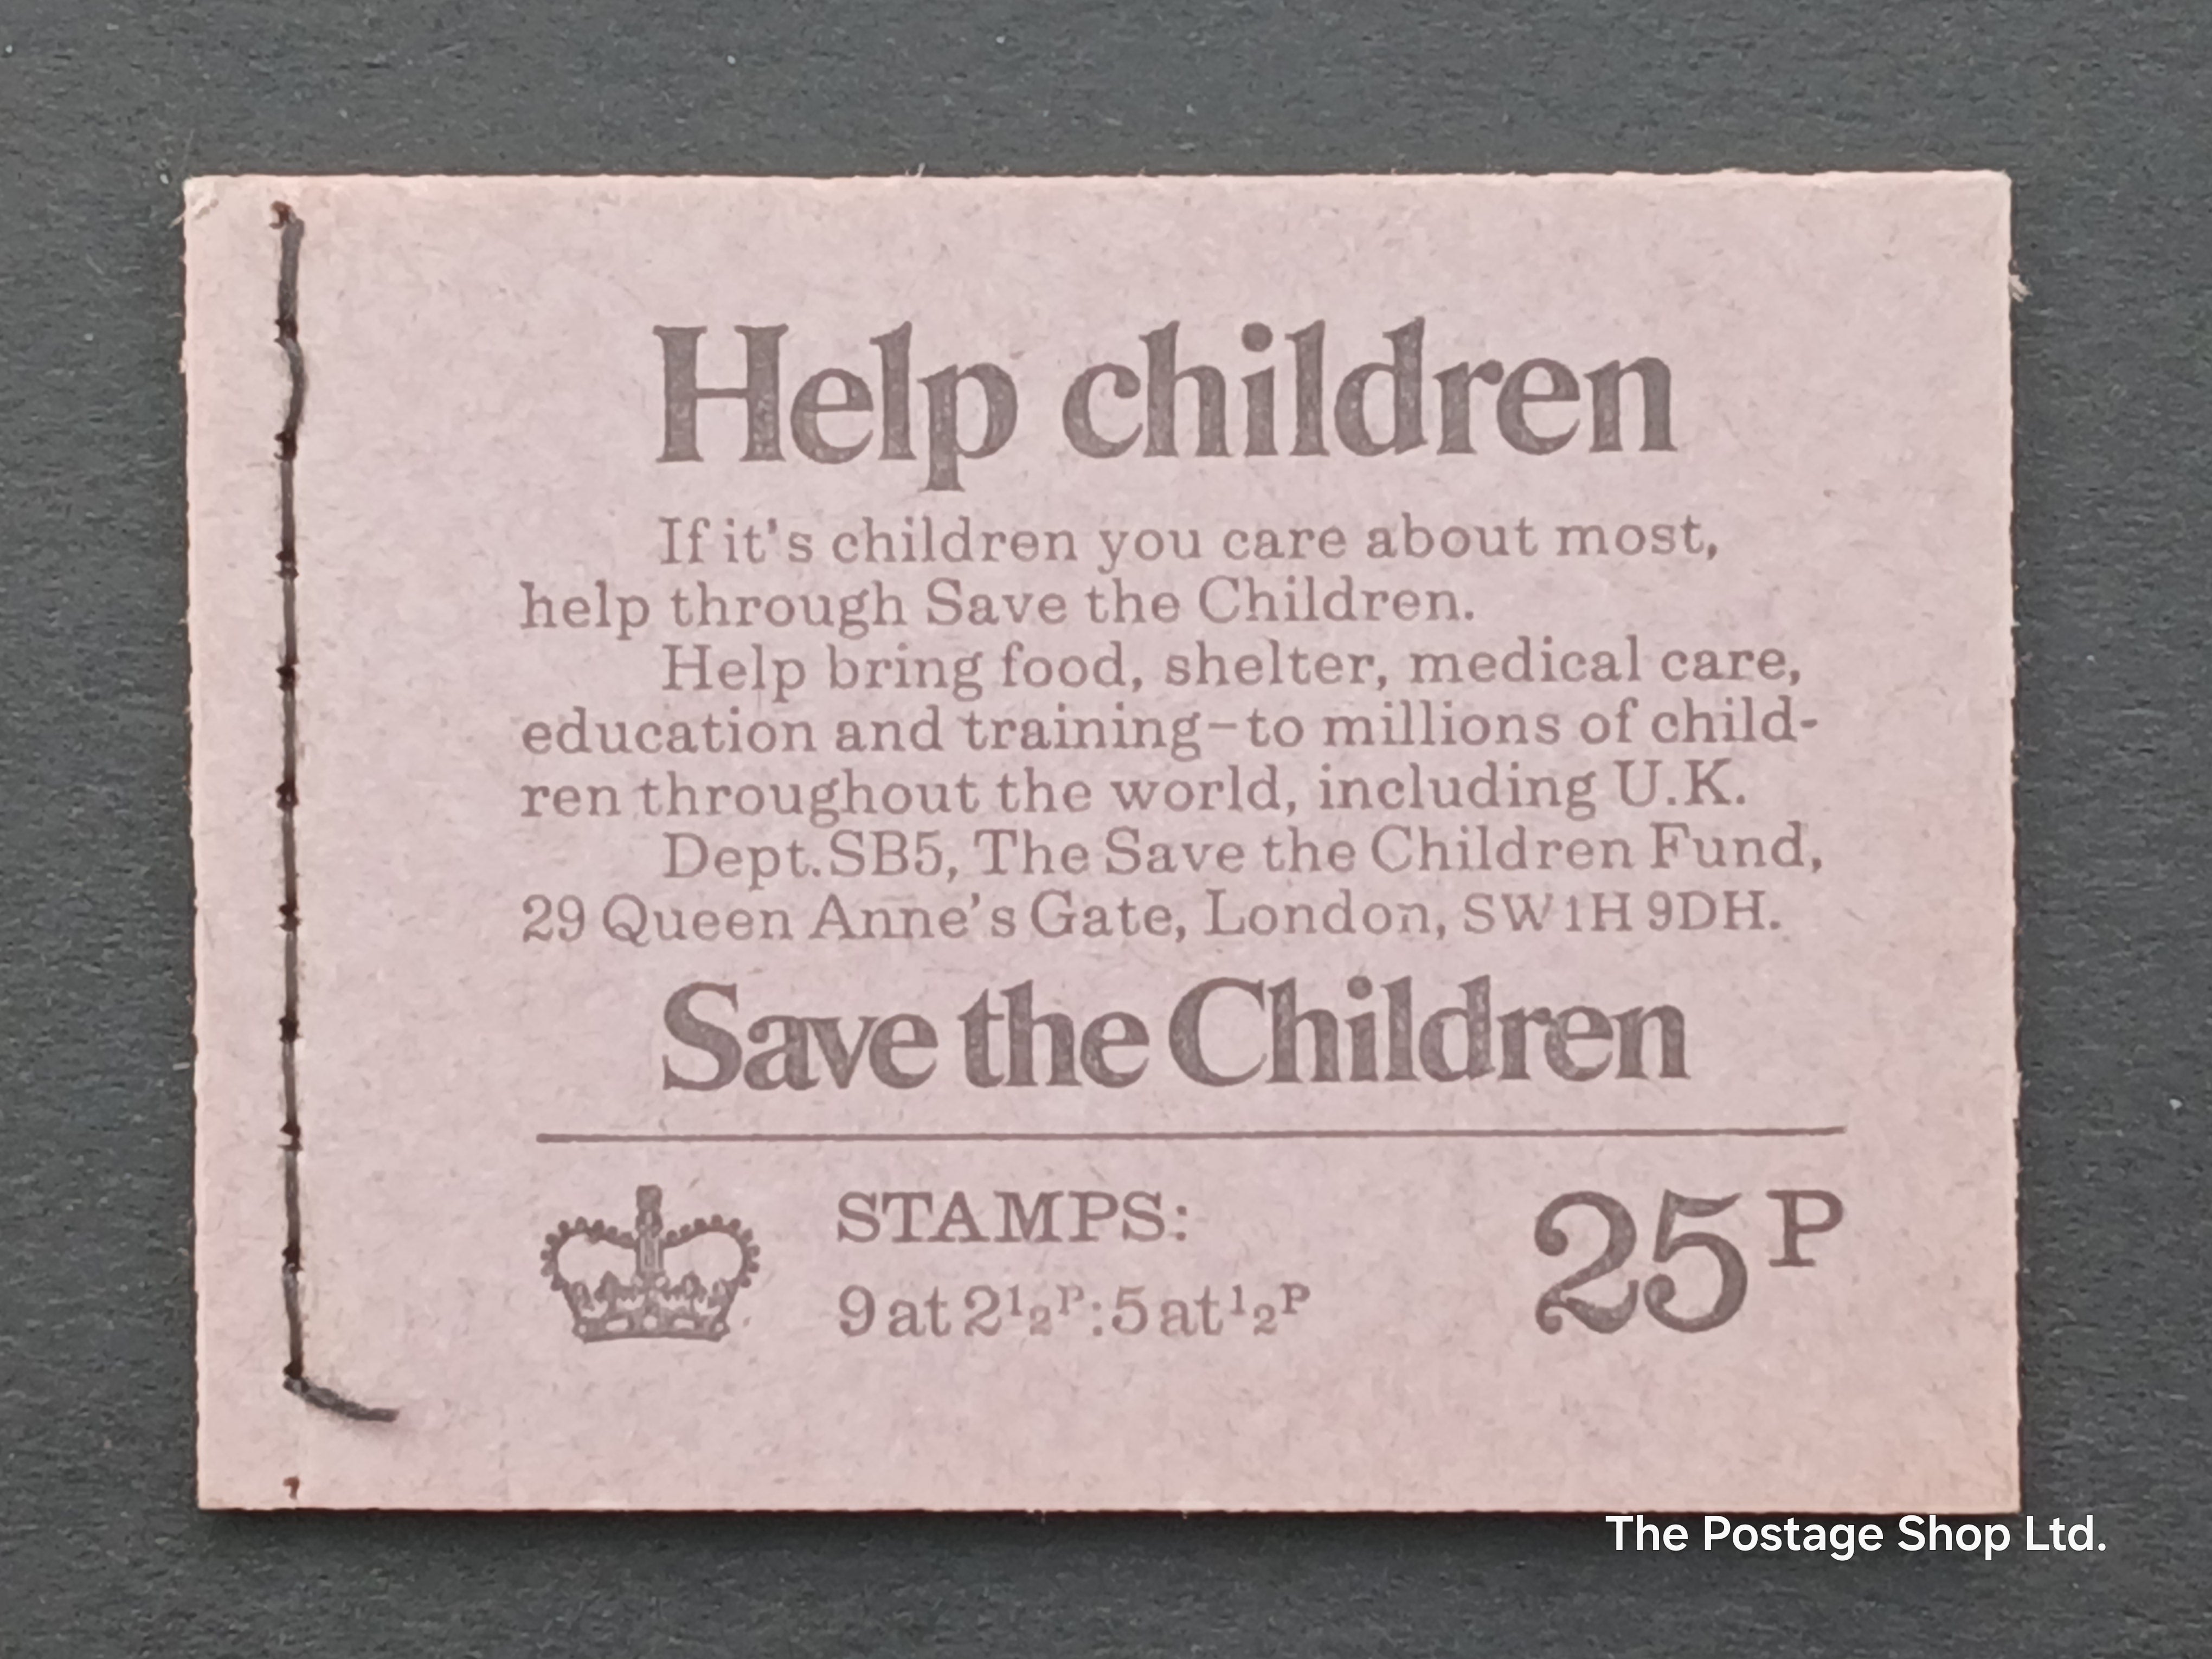 Help children
If it's children you care about most,
help through Save the Children.
Help bring food, shelter, medical care,
education and training–to millions of child-
ren throughout the world, including U.K.
Dept. SB5, The Save the Children Fund,
29 Queen Anne's Gate, London, SW1H 9DH.
Save the Children
STAMPS: 25P
9 at 2½P: 5 at ½P
The Postage Shop Ltd.